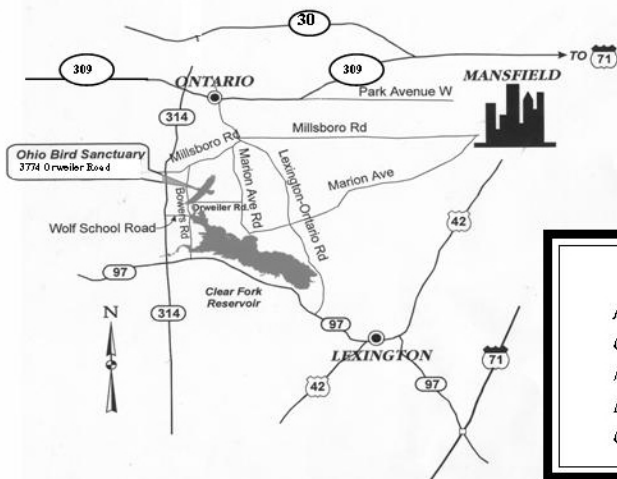 30
TO 71
309
309
ONTARIO
MANSFIELD
Park Avenue W
314
Millsboro Rd
Millsboro Rd
Ohio Bird Sanctuary
3774 Orweiler Road
Marion Ave Rd
Lexington-Ontario Rd
Marion Ave
Bowers Rd
Orweiler Rd.
Wolf School Road
42
97
Clear Fork
Reservoir
N
314
97
LEXINGTON
71
42
97